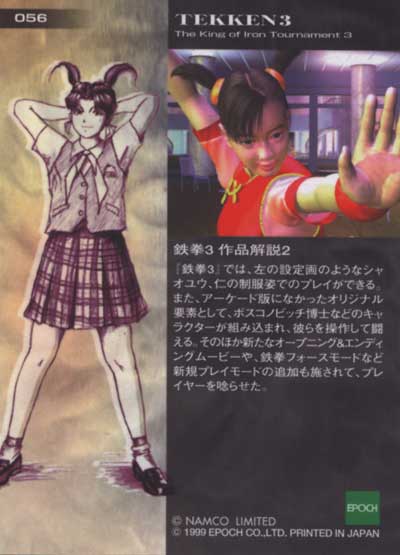 056
TEKKEN3
The King of Iron Tournament 3
鉄拳3 作品解説2
『鉄拳3』では、左の設定画のようなシャ
オユウ、仁の制服姿でのプレイができる。
また、アーケード版になかったオリジナル
要素として、ボスコノビッチ博士などのキャ
ラクターが組み込まれ、彼らを操作して闘
える。そのほか新たなオープニング&エンディ
ングムービーや、鉄拳フォースモードなど
新規プレイモードの追加も施されて、プレ
イヤーを唸らせた。
EPOCH
© NAMCO LIMITED
© 1999 EPOCH CO.,LTD. PRINTED IN JAPAN